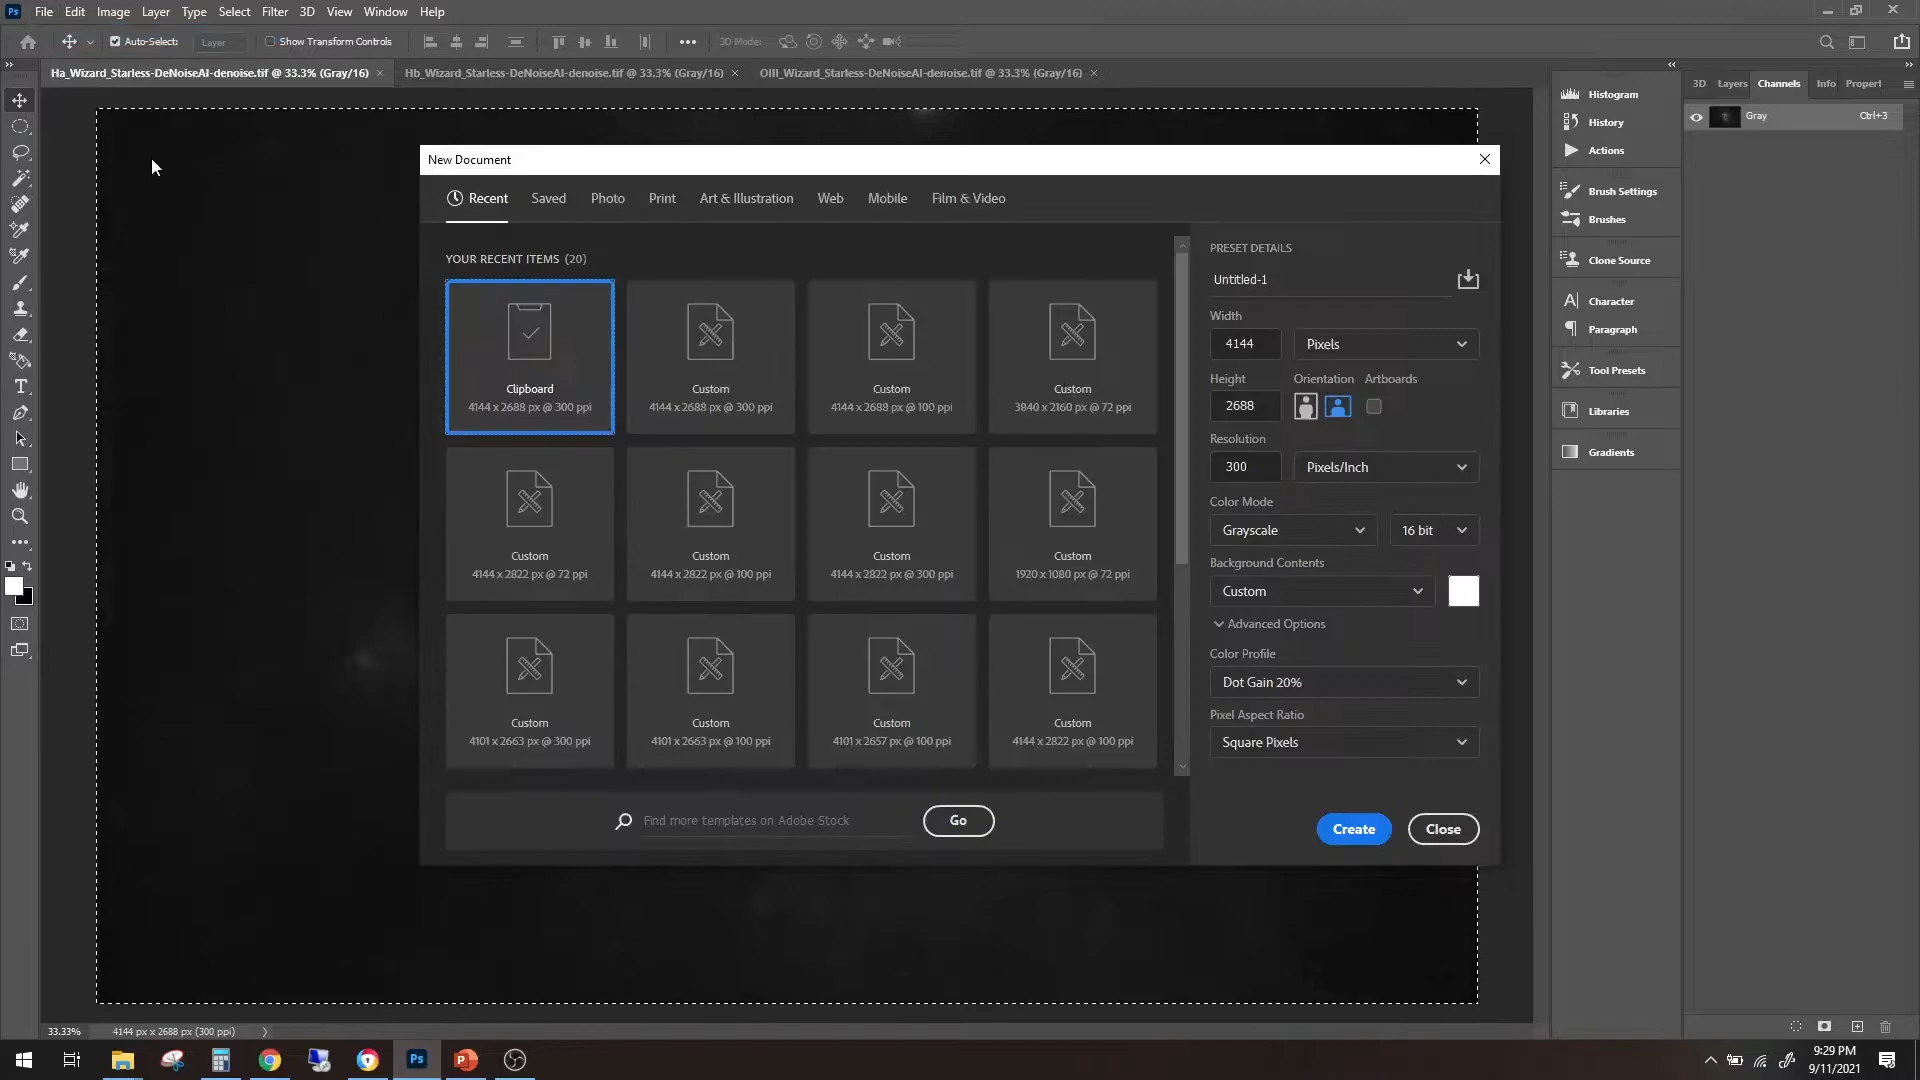 Ps File Edit Image Layer Type Select Filter 3D View Window Help
Auto-Select: Layer Show Transform Controls 3D Mode:
Ha_Wizard_Starless-DeNoiseAI-denoise.tif @ 33.3% (Gray/16) Hb_Wizard_Starless-DeNoiseAI-denoise.tif @ 33.3% (Gray/16) OIII_Wizard_Starless-DeNoiseAI-denoise.tif @ 33.3% (Gray/16)
New Document
Recent Saved Photo Print Art & Illustration Web Mobile Film & Video
YOUR RECENT ITEMS (20)
Clipboard Custom Custom Custom
4144 x 2688 px @ 300 ppi 4144 x 2688 px @ 300 ppi 4144 x 2688 px @ 100 ppi 3840 x 2160 px @ 72 ppi
Custom Custom Custom Custom
4144 x 2822 px @ 72 ppi 4144 x 2822 px @ 100 ppi 4144 x 2822 px @ 300 ppi 1920 x 1080 px @ 72 ppi
Custom Custom Custom Custom
4101 x 2663 px @ 300 ppi 4101 x 2663 px @ 100 ppi 4101 x 2657 px @ 100 ppi 4144 x 2822 px @ 100 ppi
Find more templates on Adobe Stock Go
PRESET DETAILS
Untitled-1
Width
4144 Pixels
Height Orientation Artboards
2688
Resolution
300 Pixels/Inch
Color Mode
Grayscale 16 bit
Background Contents
Custom
Advanced Options
Color Profile
Dot Gain 20%
Pixel Aspect Ratio
Square Pixels
Create Close
Histogram
History
Actions
Brush Settings
Brushes
Clone Source
Character
Paragraph
Tool Presets
Libraries
Gradients
3D Layers Channels Info Propert
Gray Ctrl+3
33.33% 4144 px x 2688 px (300 ppi)
Ps
9:29 PM
9/11/2021